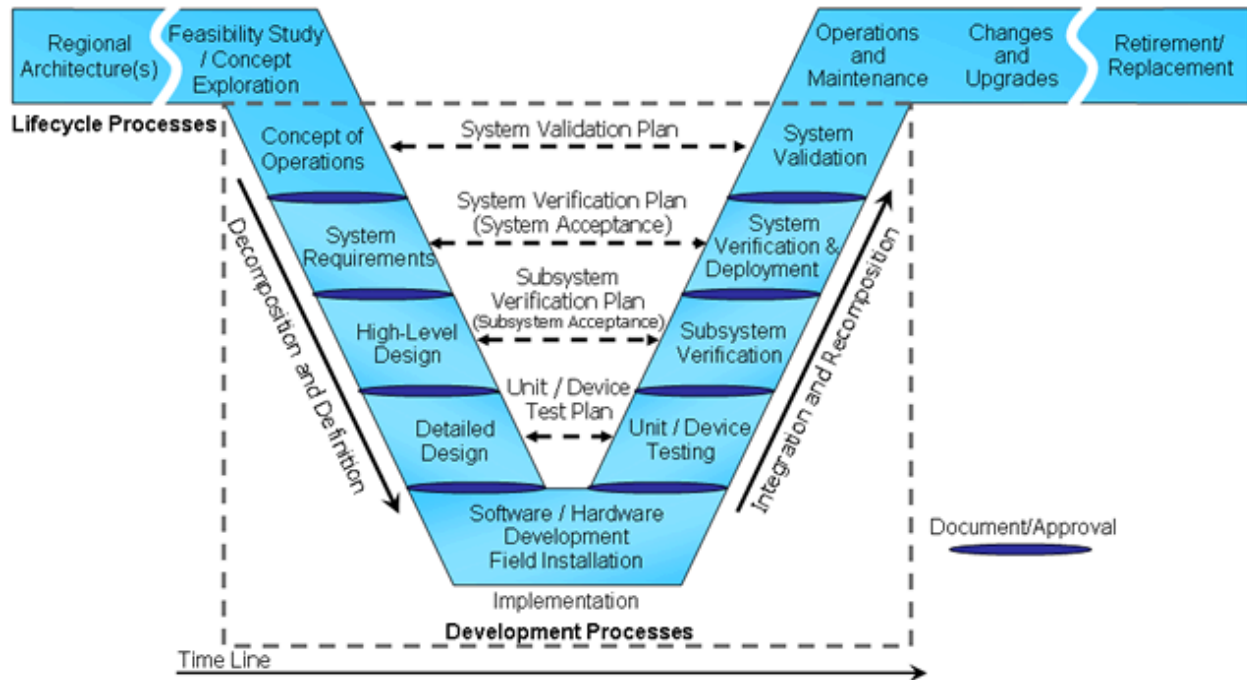 Regional
Architecture(s)
Feasibility Study
/ Concept
Exploration
Operations
and
Maintenance
Changes
and
Upgrades
Retirement/
Replacement
Lifecycle Processes
Concept of
Operations
System Validation Plan
System
Validation
System
Requirements
System Verification Plan
(System Acceptance)
System
Verification &
Deployment
High-Level
Design
Subsystem
Verification Plan
(Subsystem Acceptance)
Subsystem
Verification
Detailed
Design
Unit / Device
Test Plan
Unit / Device
Testing
Decomposition and Definition
Integration and Recomposition
Software / Hardware
Development
Field Installation
Document/Approval
Implementation
Development Processes
Time Line